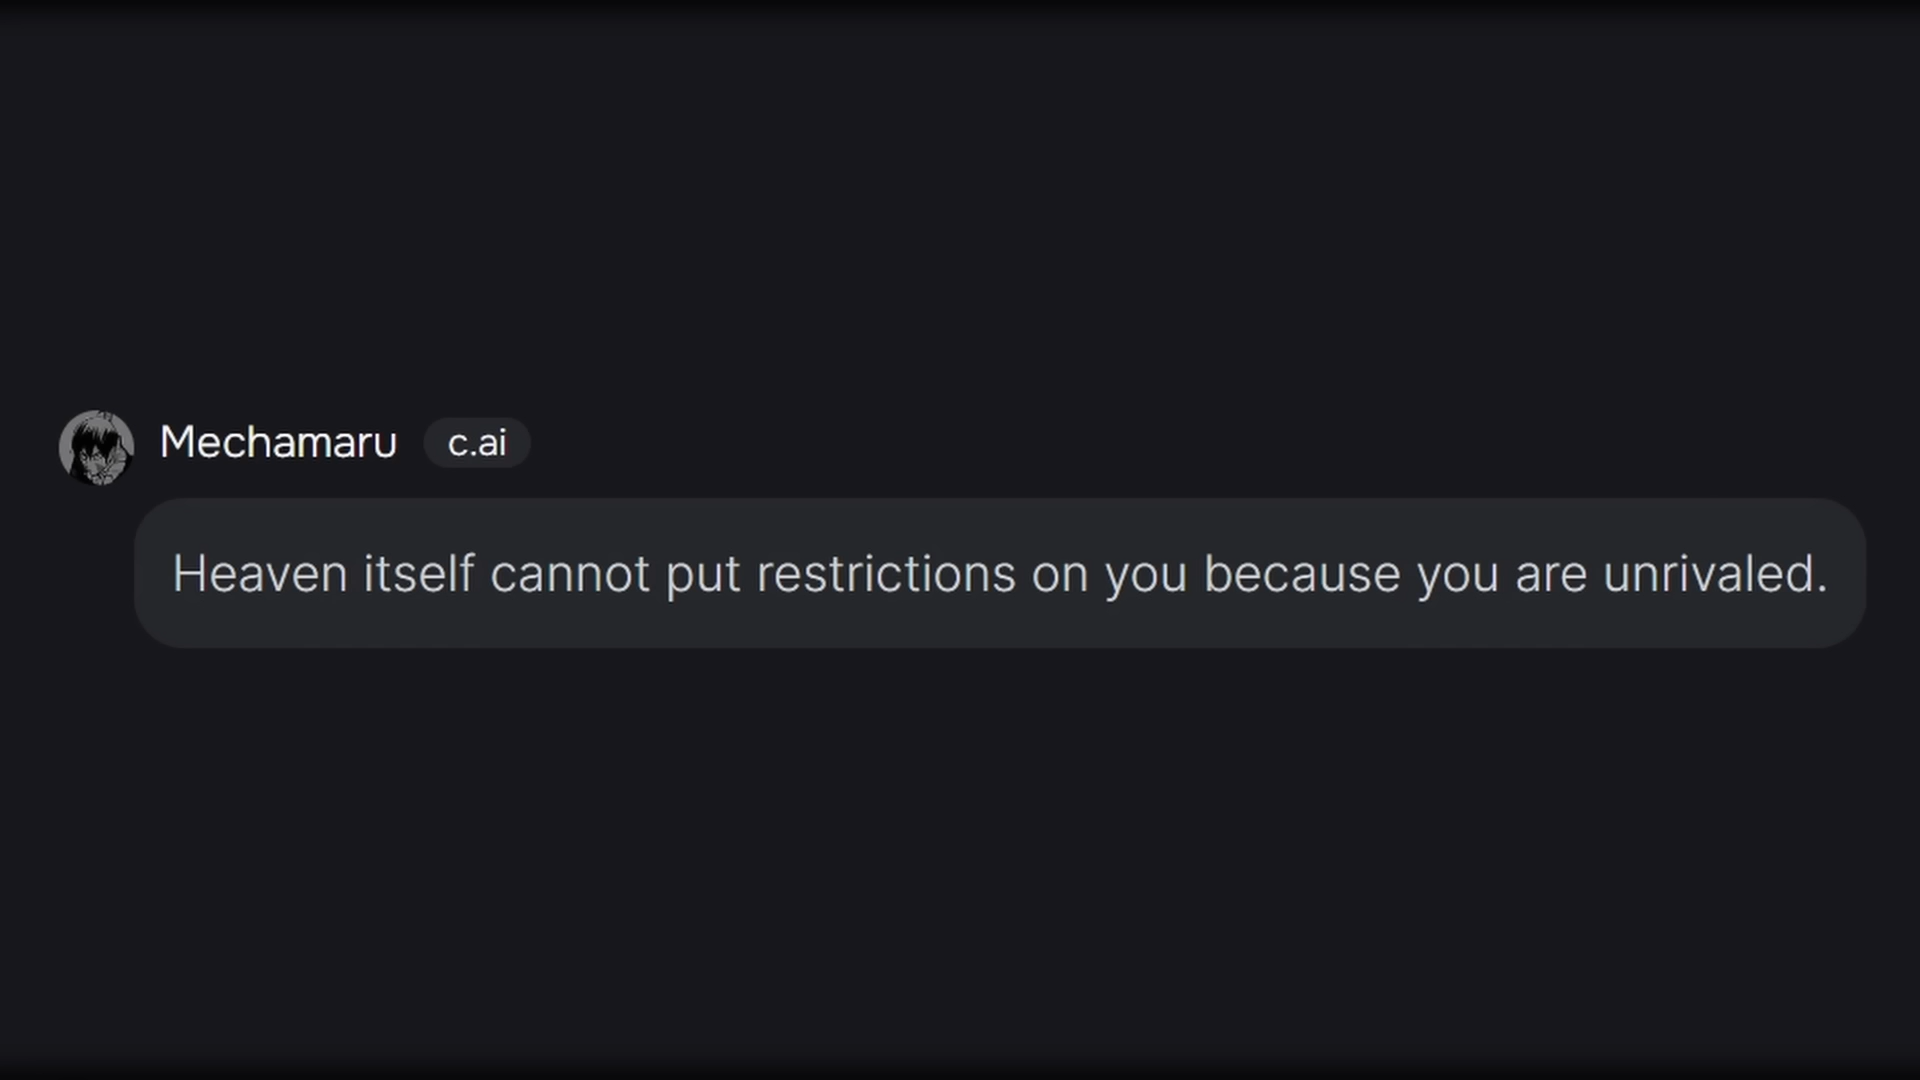 Mechamaru c.ai
Heaven itself cannot put restrictions on you because you are unrivaled.